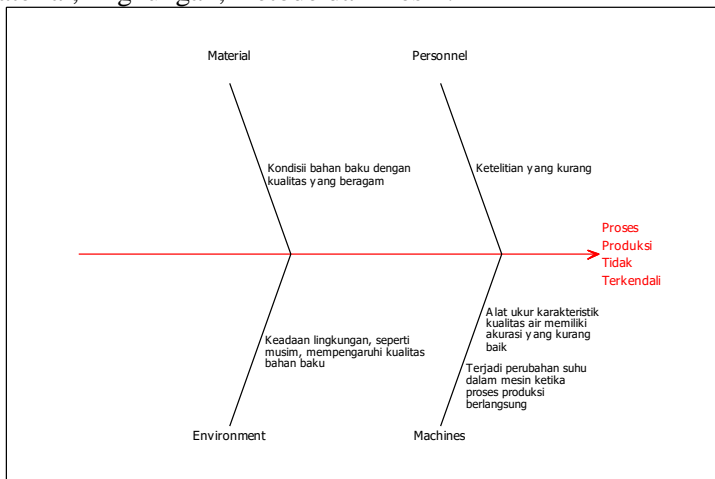 Material
Personnel
Kondisii bahan baku dengan
kualitas yang beragam
Ketelitian yang kurang
Proses
Produksi
Tidak
Terkendali
Alat ukur karakteristik
kualitas air memiliki
akurasi yang kurang
baik
Keadaan lingkungan, seperti
musim, mempengaruhi kualitas
bahan baku
Terjadi perubahan suhu
dalam mesin ketika
proses produksi
berlangsung
Environment
Machines